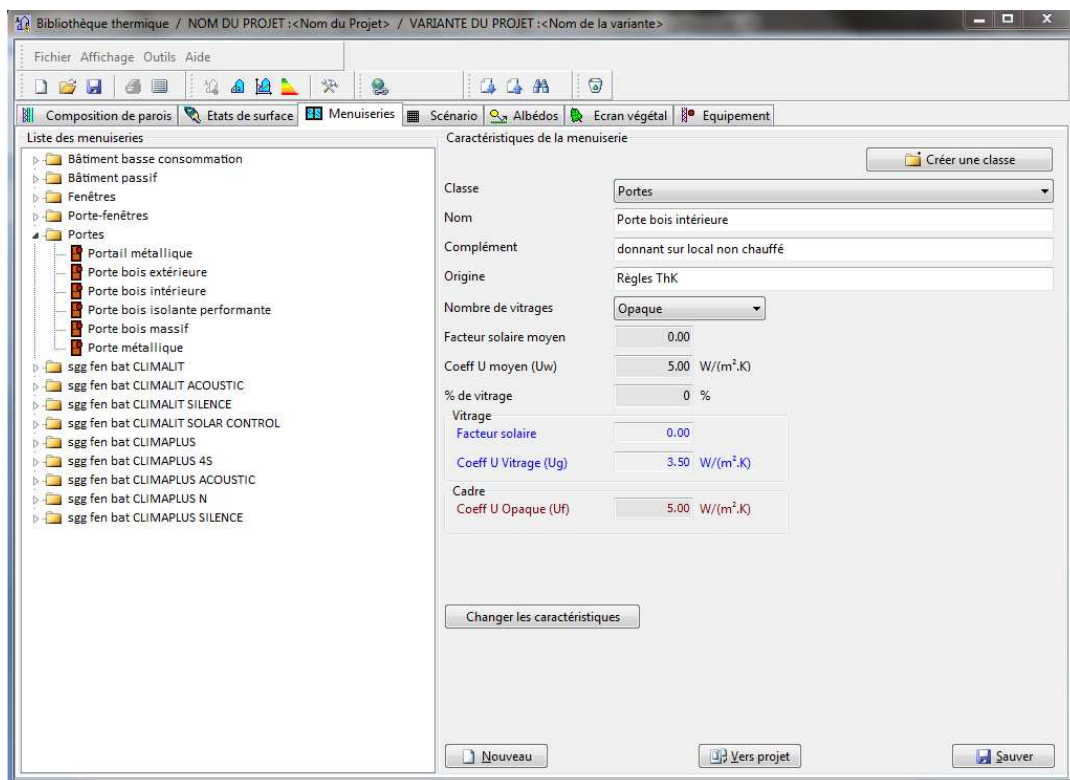 Bibliothèque thermique / NOM DU PROJET :<Nom du Projet> / VARIANTE DU PROJET :<Nom de la variante>
Fichier Affichage Outils Aide
Composition de parois Etats de surface Menuiseries Scénario Albédos Ecran végétal Equipement
Liste des menuiseries
Bâtiment basse consommation
Bâtiment passif
Fenêtres
Porte-fenêtres
Portes
Portail métallique
Porte bois extérieure
Porte bois intérieure
Porte bois isolante performante
Porte bois massif
Porte métallique
sgg fen bat CLIMALIT
sgg fen bat CLIMALIT ACOUSTIC
sgg fen bat CLIMALIT SILENCE
sgg fen bat CLIMALIT SOLAR CONTROL
sgg fen bat CLIMAPLUS
sgg fen bat CLIMAPLUS 4S
sgg fen bat CLIMAPLUS ACOUSTIC
sgg fen bat CLIMAPLUS N
sgg fen bat CLIMAPLUS SILENCE
Caractéristiques de la menuiserie
Créer une classe
Classe Portes
Nom Porte bois intérieure
Complément donnant sur local non chauffé
Origine Règles ThK
Nombre de vitrages Opaque
Facteur solaire moyen 0.00
Coeff U moyen (Uw) 5.00 W/(m².K)
% de vitrage 0 %
Vitrage
Facteur solaire 0.00
Coeff U Vitrage (Ug) 3.50 W/(m².K)
Cadre
Coeff U Opaque (Uf) 5.00 W/(m².K)
Changer les caractéristiques
Nouveau Vers projet Sauver